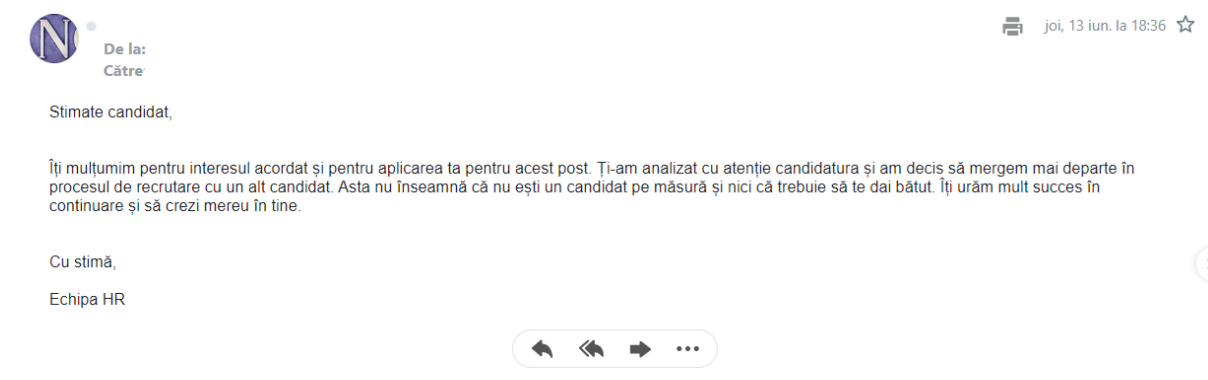 N
joi, 13 iun. la 18:36
De la:
Către
Stimate candidat,
Îți mulțumim pentru interesul acordat și pentru aplicarea ta pentru acest post. Ți-am analizat cu atenție candidatura și am decis să mergem mai departe în
procesul de recrutare cu un alt candidat. Asta nu înseamnă că nu ești un candidat pe măsură și nici că trebuie să te dai bătut. Îți urăm mult succes în
continuare și să crezi mereu în tine.
Cu stimă,
Echipa HR